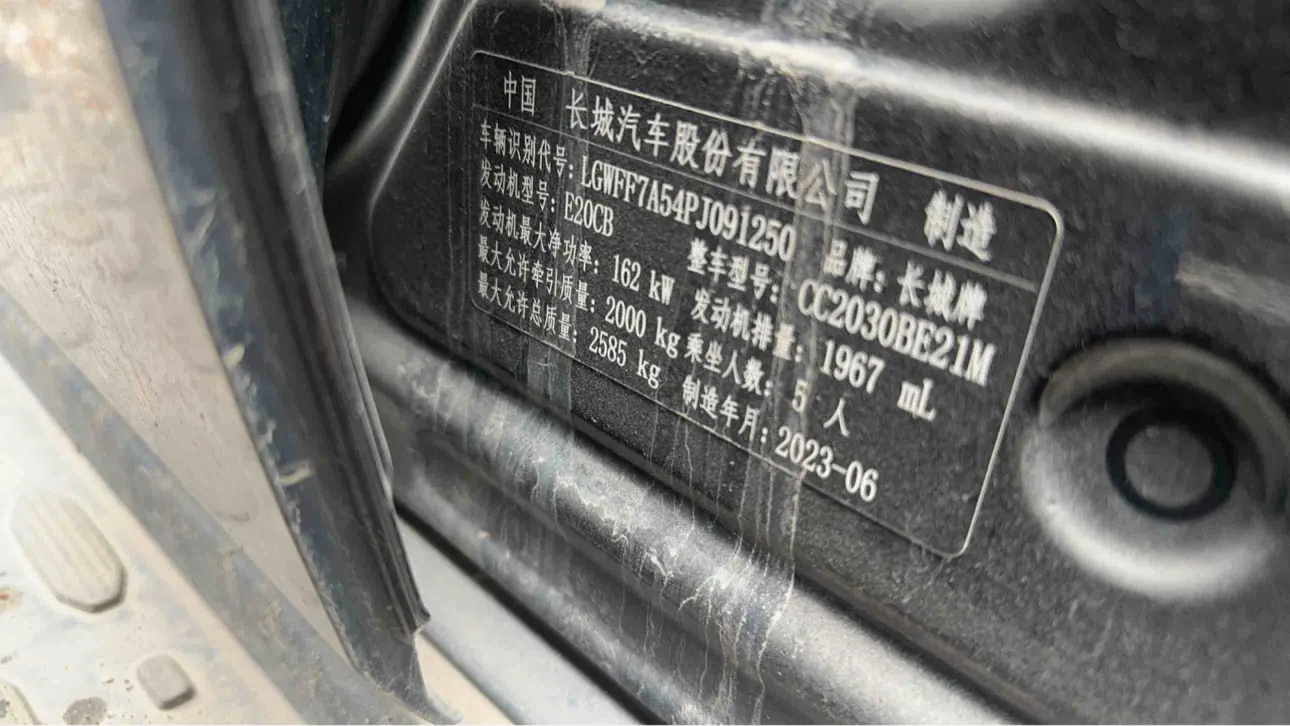 中国 长城汽车股份有限公司 制造
车辆识别代号：LGWFF7A54PJ091250 品牌：长城牌
发动机型号：E20CB 整车型号：CC2030BE21M
发动机最大净功率：162 kW 发动机排量：1967 mL
最大允许牵引质量：2000 kg 乘坐人数：5 人
最大允许总质量：2585 kg 制造年月：2023-06